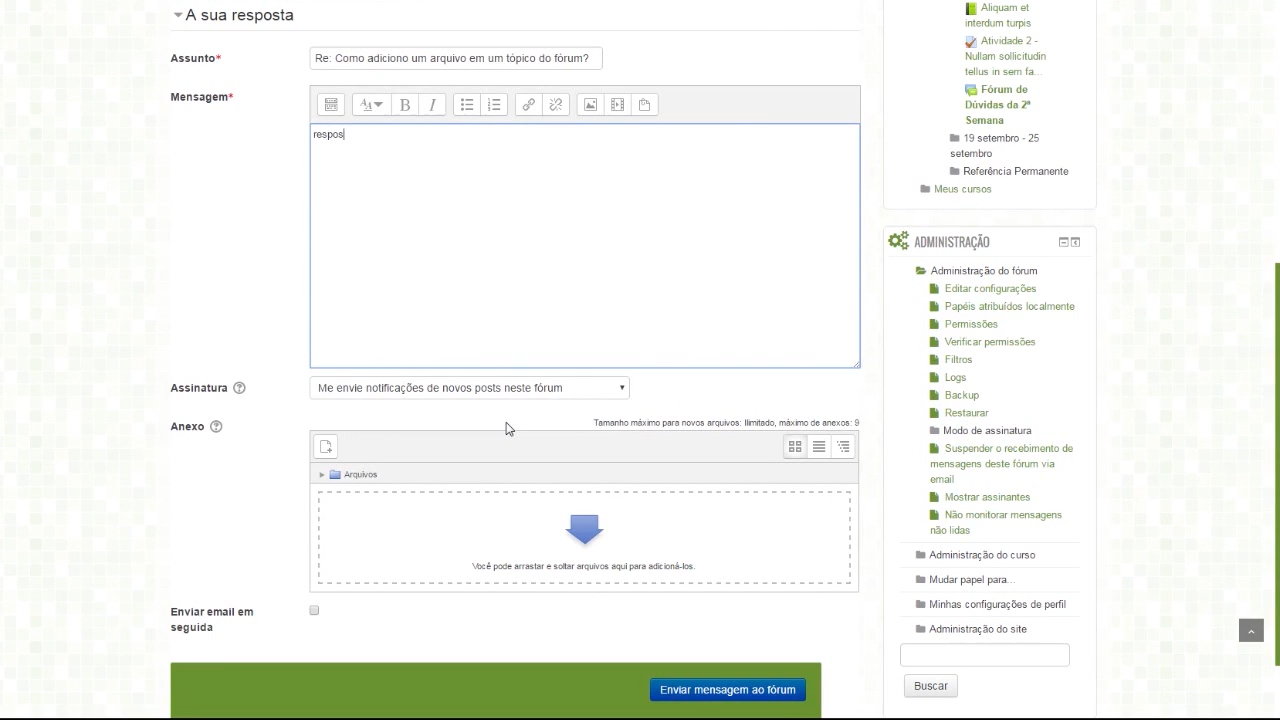 A sua resposta
Assunto*
Re: Como adiciono um arquivo em um tópico do fórum?
Mensagem*
respos
Assinatura
Me envie notificações de novos posts neste fórum
Anexo
Tamanho máximo para novos arquivos: Ilimitado, máximo de anexos: 9
Arquivos
Você pode arrastar e soltar arquivos aqui para adicioná-los.
Enviar email em
seguida
Enviar mensagem ao fórum
Aliquam et
interdum turpis
Atividade 2 -
Nullam sollicitudin
tellus in sem fa...
Fórum de
Dúvidas da 2ª
Semana
19 setembro - 25
setembro
Referência Permanente
Meus cursos
ADMINISTRAÇÃO
Administração do fórum
Editar configurações
Papéis atribuídos localmente
Permissões
Verificar permissões
Filtros
Logs
Backup
Restaurar
Modo de assinatura
Suspender o recebimento de
mensagens deste fórum via
email
Mostrar assinantes
Não monitorar mensagens
não lidas
Administração do curso
Mudar papel para...
Minhas configurações de perfil
Administração do site
Buscar